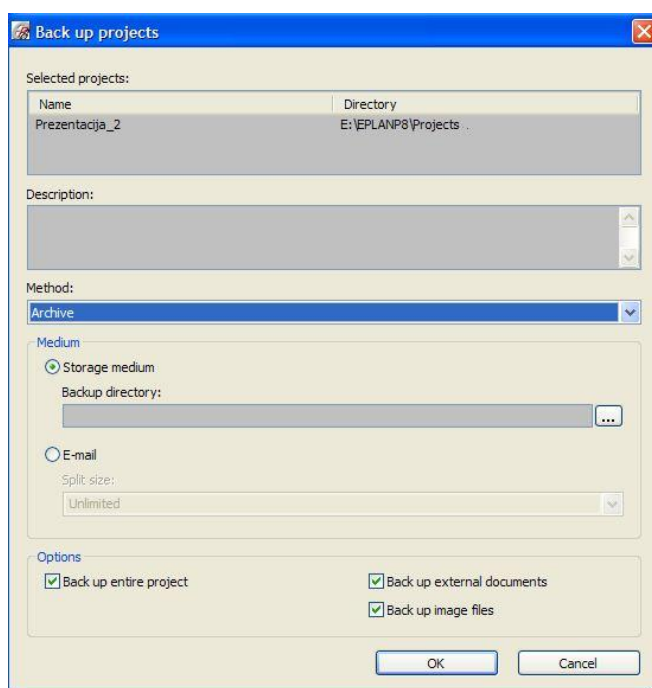 Back up projects
Selected projects:
Name Directory
Prezentacija_2 E:\EPLANP8\Projects .
Description:
Method:
Archive
Medium
Storage medium
Backup directory:
...
E-mail
Split size:
Unlimited
Options
Back up entire project Back up external documents
Back up image files
OK Cancel